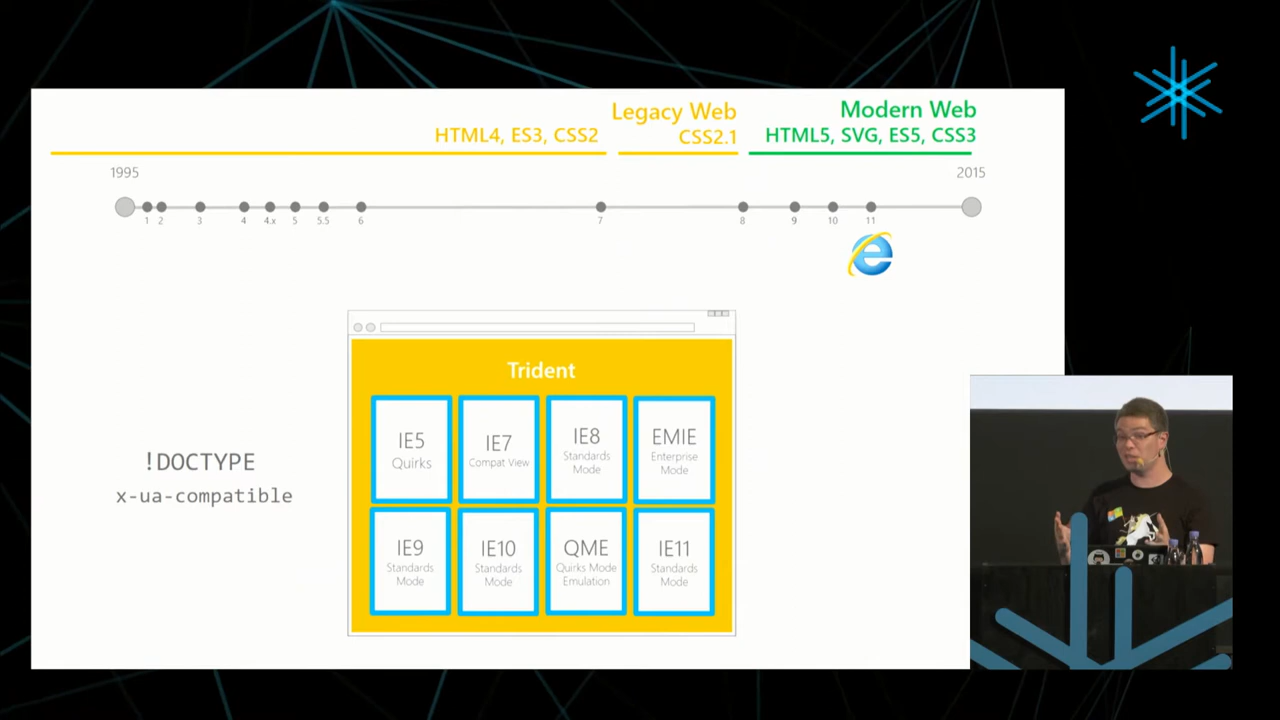 Legacy Web
Modern Web
HTML4, ES3, CSS2
CSS2.1
HTML5, SVG, ES5, CSS3
1995
2015
1
2
3
4
4.x
5
5.5
6
7
8
9
10
11
Trident
IE5
Quirks
IE7
Compat View
IE8
Standards
Mode
EMIE
Enterprise
Mode
!DOCTYPE
x-ua-compatible
IE9
Standards
Mode
IE10
Standards
Mode
QME
Quirks Mode
Emulation
IE11
Standards
Mode